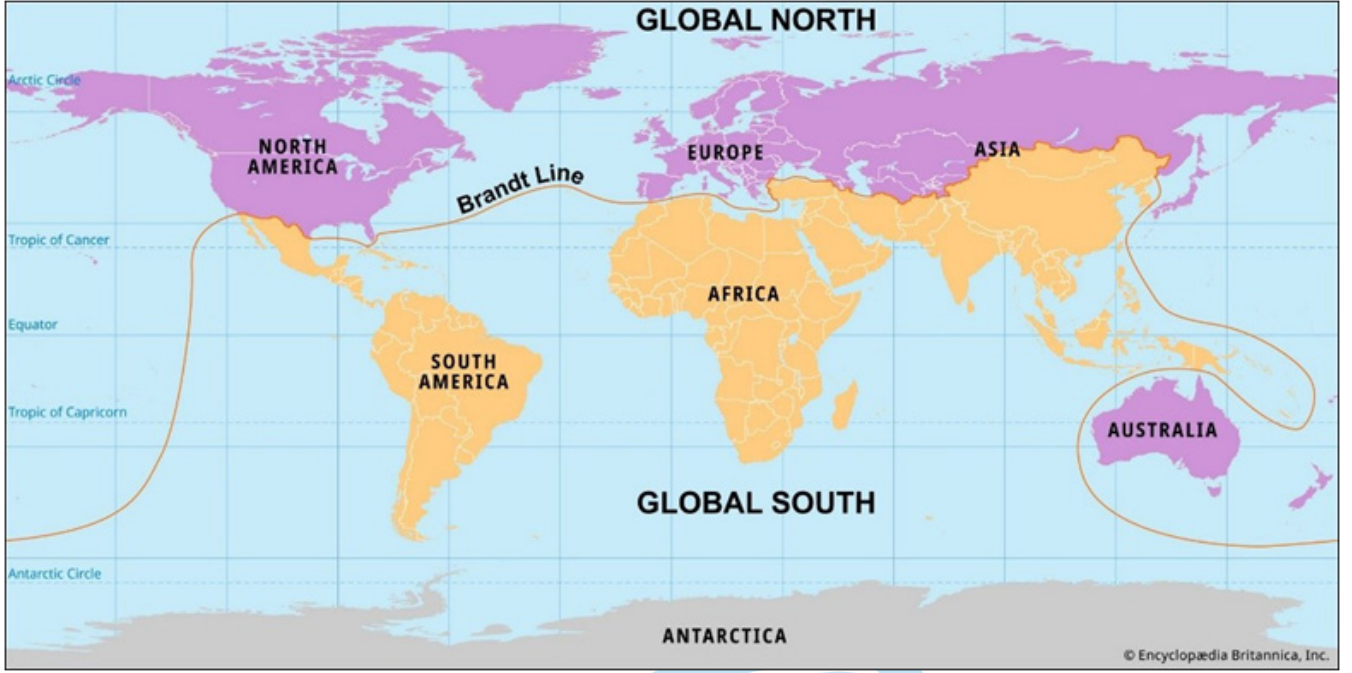 GLOBAL NORTH
Arctic Circle
NORTH
AMERICA
EUROPE
ASIA
Brandt Line
Tropic of Cancer
AFRICA
Equator
SOUTH
AMERICA
Tropic of Capricorn
AUSTRALIA
GLOBAL SOUTH
Antarctic Circle
ANTARCTICA
© Encyclopædia Britannica, Inc.